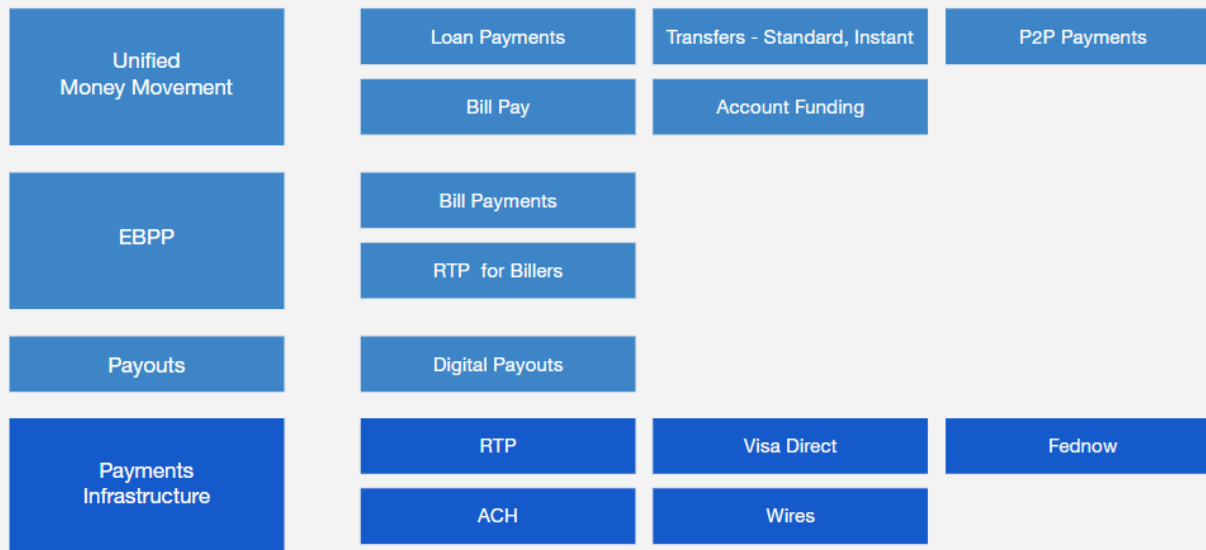 Unified
Money Movement
Loan Payments
Transfers - Standard, Instant
P2P Payments
Bill Pay
Account Funding
EBPP
Bill Payments
RTP for Billers
Payouts
Digital Payouts
Payments
Infrastructure
RTP
Visa Direct
Fednow
ACH
Wires